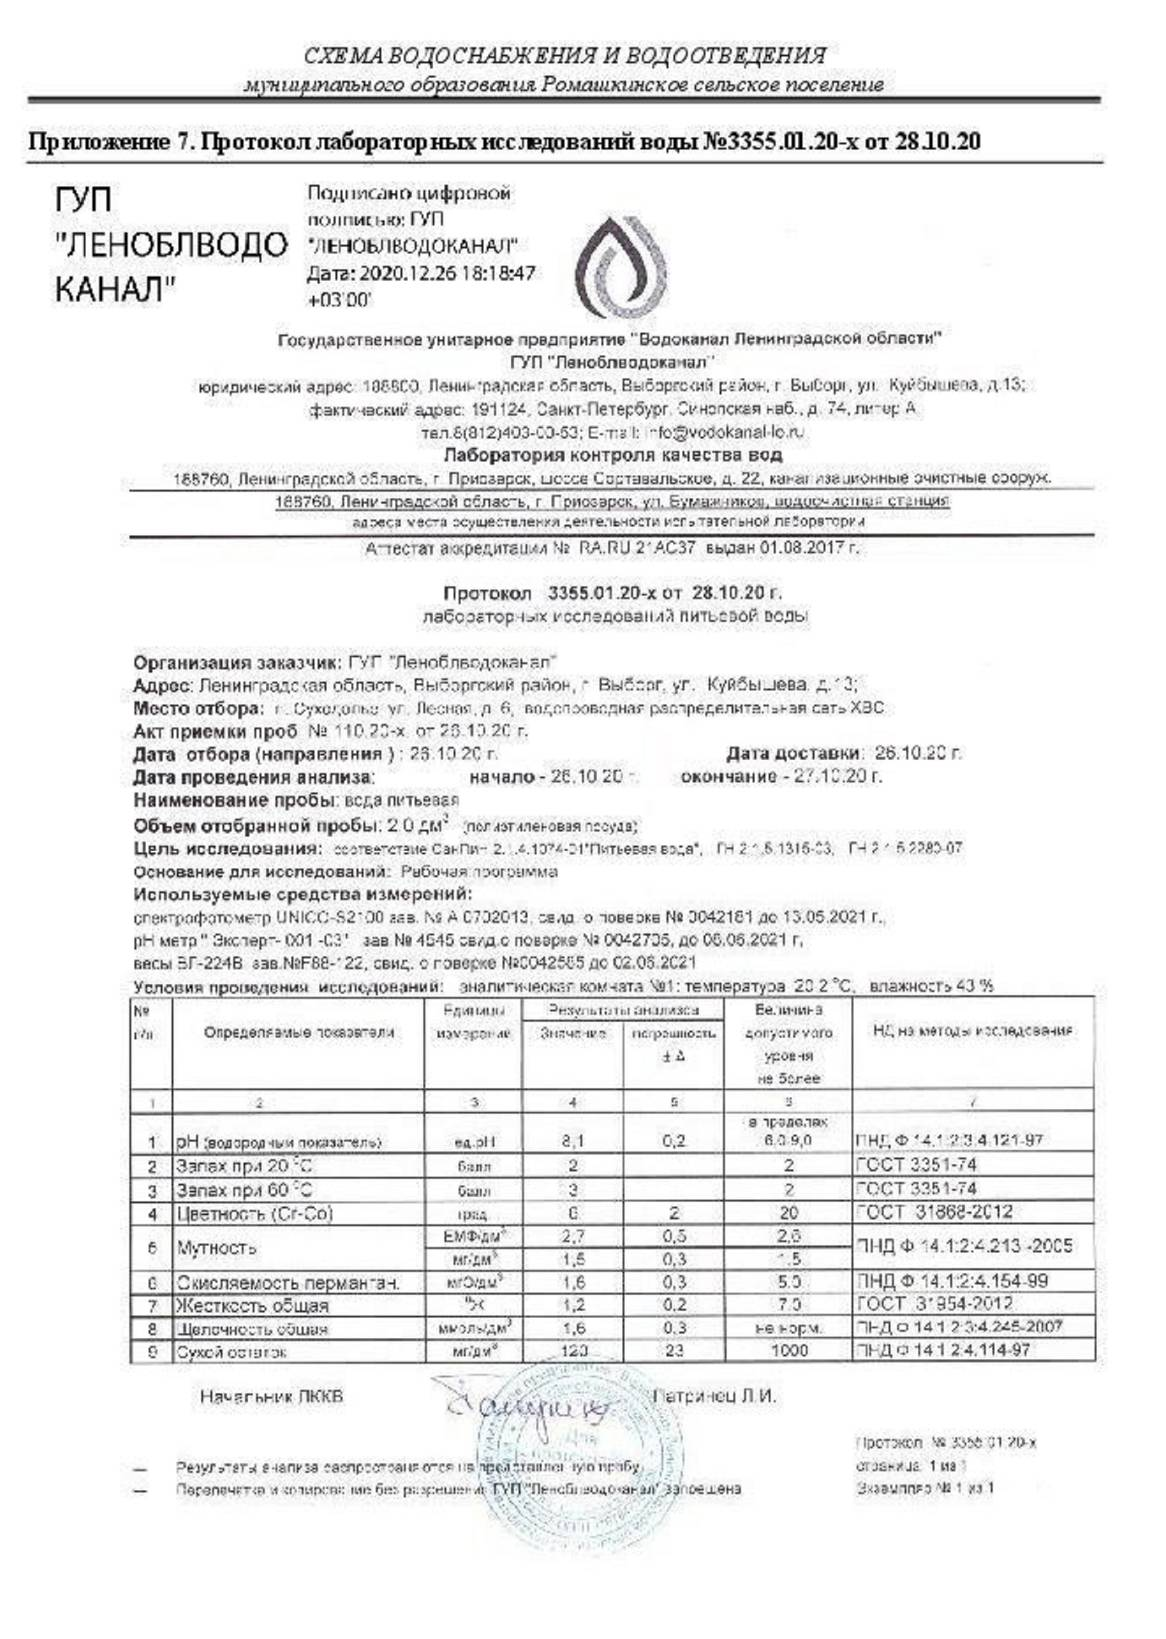 СХЕМА ВОДОСНАБЖЕНИЯ И ВОДООТВЕДЕНИЯ
муниципального образования Ромашкинское сельское поселение
Приложение 7. Протокол лабораторных исследований воды №3355.01.20-х от 28.10.20
ГУП
"ЛЕНОБЛВОДО
КАНАЛ"
Подписано цифровой
подписью: ГУП
"ЛЕНОБЛВОДОКАНАЛ"
Дата: 2020.12.26 18:18:47
+03'00'
Государственное унитарное предприятие "Водоканал Ленинградской области"
ГУП "Леноблводоканал"
юридический адрес: 188800, Ленинградская область, Выборгский район, г. Выборг, ул. Куйбышева, д.13;
фактический адрес: 191124, Санкт-Петербург, Синопская наб., д. 74, литер А
тел.8(812)403-00-53; E-mail: info@vodokanal-lo.ru
Лаборатория контроля качества вод
188760, Ленинградской область, г. Приозерск, шоссе Сортавальское, д. 22, канализационные очистные сооруж.
188760, Ленинградской область, г. Приозерск, ул. Бумажников, водоочистная станция
адреса места осуществления деятельности испытательной лаборатории
Аттестат аккредитации № RA.RU.21АС37 выдан 01.08.2017 г.
Протокол 3355.01.20-х от 28.10.20 г.
лабораторных исследований питьевой воды
Организация заказчик: ГУП "Леноблводоканал"
Адрес: Ленинградская область, Выборгский район, г. Выборг, ул. Куйбышева, д.13;
Место отбора: п. Суходолье ул. Лесная, д. 6, водопроводная распределительная сеть ХВС
Акт приемки проб № 110.20-х от 26.10.20 г.
Дата отбора (направления ) : 26.10.20 г. Дата доставки: 26.10.20 г.
Дата проведения анализа: начало - 26.10.20 г. окончание - 27.10.20 г.
Наименование пробы: вода питьевая
Объем отобранной пробы: 2.0 дм3 (полиэтиленовая посуда)
Цель исследования: соответствие СанПин 2.1.4.1074-01"Питьевая вода", ГН 2.1.5.1315-03, ГН 2.1.5.2280-07
Основание для исследований: Рабочая программа
Используемые средства измерений:
спектрофотометр UNICO-S2100 зав. № А 0702013, свид. о поверке № 0042181 до 13.05.2021 г.,
рН метр " Эксперт- 001 -03" зав.№ 4545 свид.о поверке № 0042705, до 08.06.2021 г,
весы ВГ-224В зав.№F88-122, свид. о поверке №0042565 до 02.06.2021
Условия проведения исследований: аналитическая комната №1: температура 20.2 °С, влажность 43 %
№ п/п Определяемые показатели Единицы измерений Результаты анализа Значение погрешность ± Δ Величина допустимого уровня не более НД на методы исследования
1 2 3 4 5 6 7
1 рН (водородный показатель) ед.рН 8,1 0,2 в пределах 6,0-9,0 ПНД Ф 14.1:2:3:4.121-97
2 Запах при 20 °С балл 2 2 ГОСТ 3351-74
3 Запах при 60 °С балл 3 2 ГОСТ 3351-74
4 Цветность (Cr-Co) град. 6 2 20 ГОСТ 31868-2012
5 Мутность ЕМФ/дм3 2,7 0,5 2,6 ПНД Ф 14.1:2:4.213 -2005
мг/дм3 1,5 0,3 1,5
6 Окисляемость перманган. мгО/дм3 1,6 0,3 5,0 ПНД Ф 14.1:2:4.154-99
7 Жесткость общая °Ж 1,2 0,2 7,0 ГОСТ 31954-2012
8 Щелочность общая ммоль/дм3 1,6 0,3 не норм. ПНД Ф 14.1:2:3:4.245-2007
9 Сухой остаток мг/дм3 120 23 1000 ПНД Ф 14.1:2:4.114-97
Начальник ЛККВ Патринец Л.И.
Протокол № 3355.01.20-х
— Результаты анализа распространяются на представленную пробу страница 1 из 1
— Перепечатка и копирование без разрешения ГУП "Леноблводоканал" запрещена Экземпляр № 1 из 1